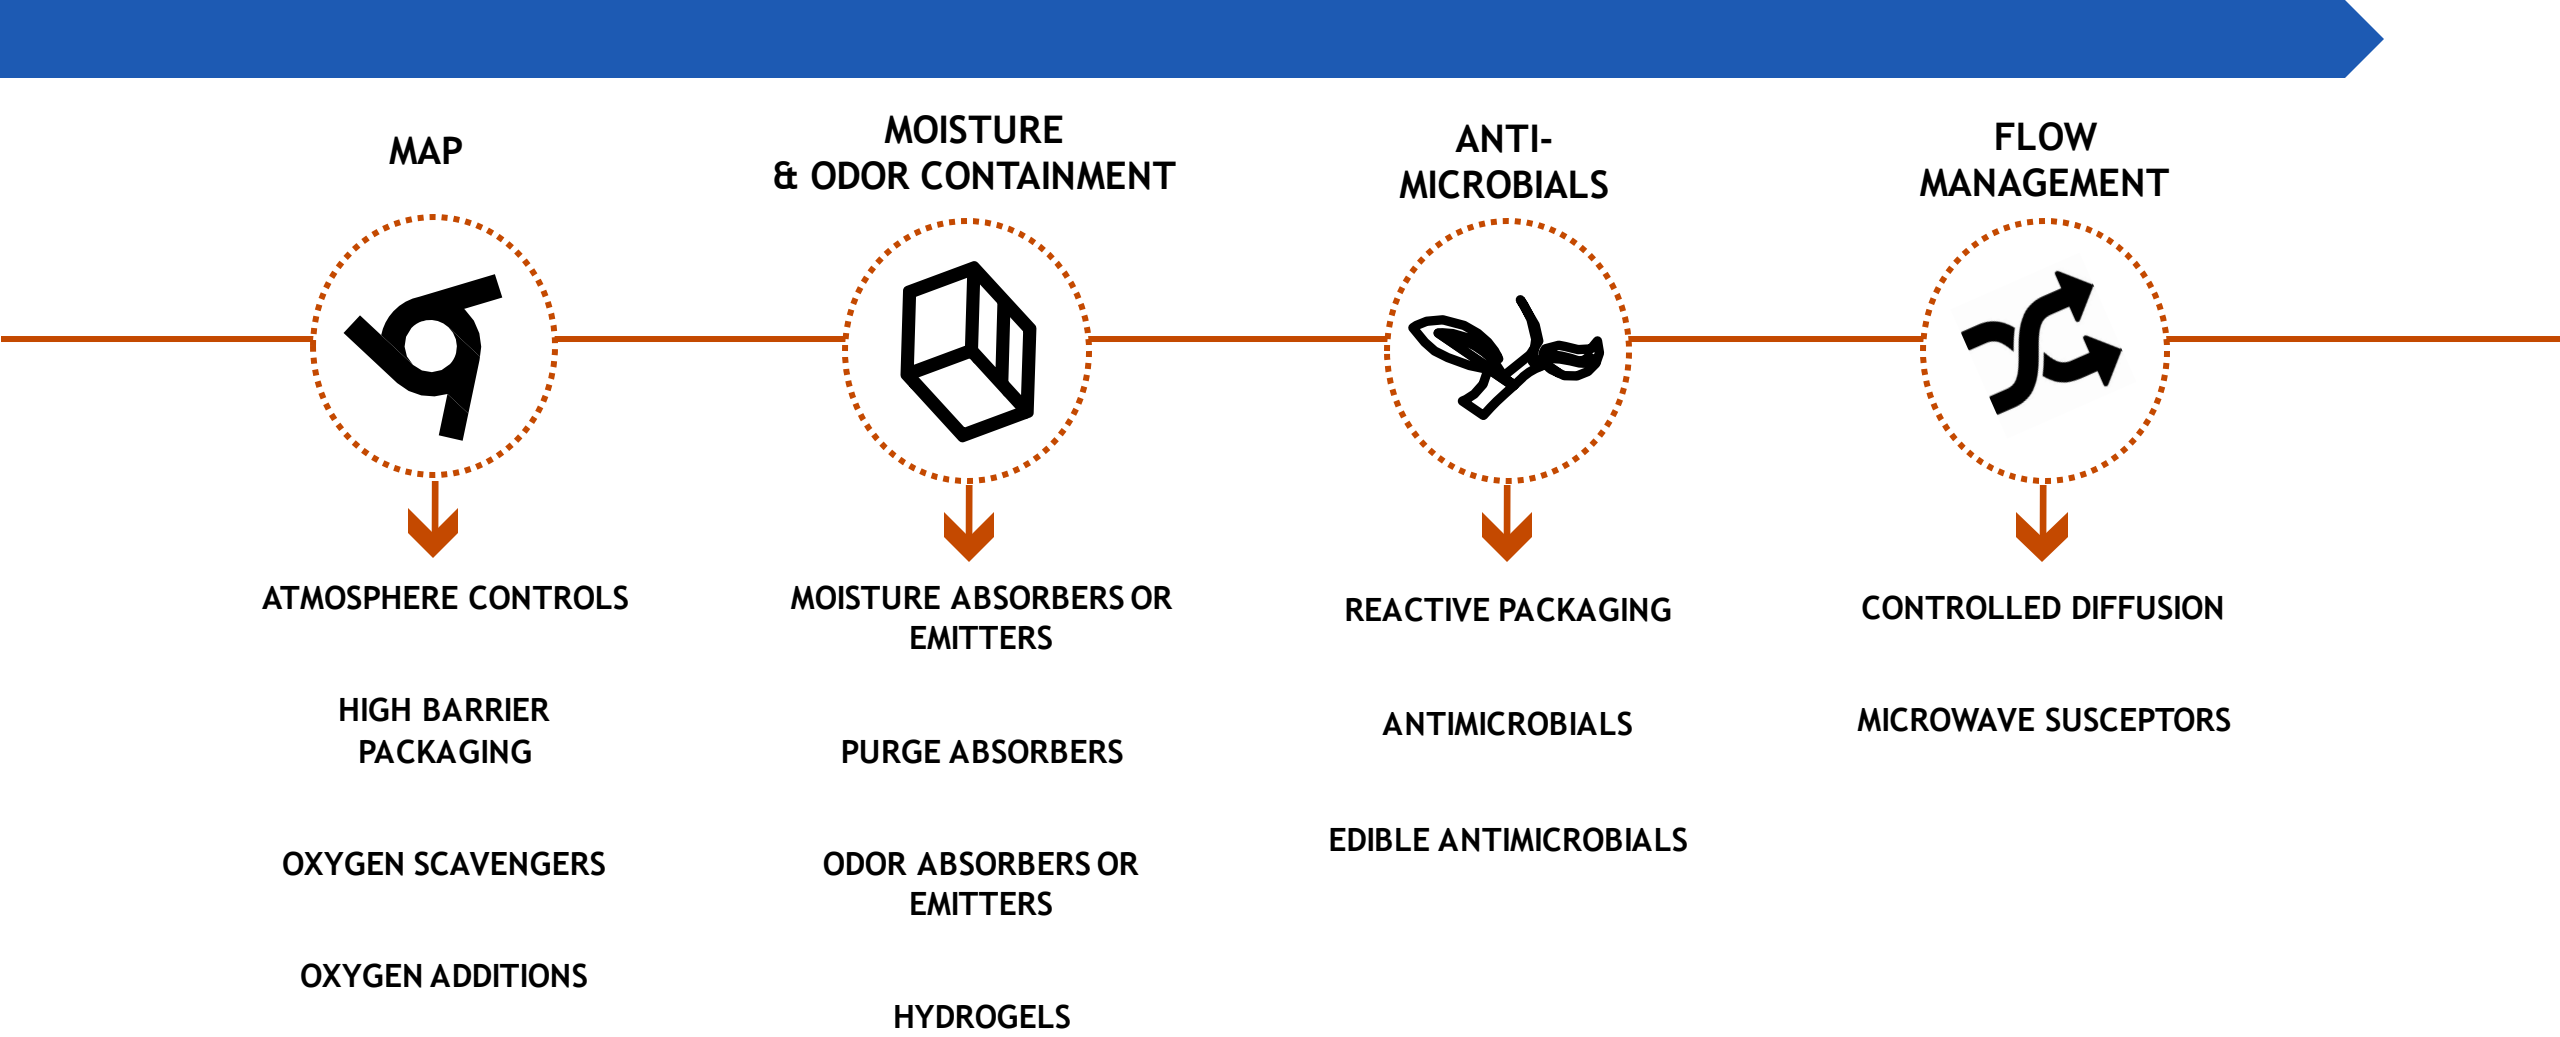 MAP
MOISTURE
& ODOR CONTAINMENT
ANTI-
MICROBIALS
FLOW
MANAGEMENT
ATMOSPHERE CONTROLS
HIGH BARRIER
PACKAGING
OXYGEN SCAVENGERS
OXYGEN ADDITIONS
MOISTURE ABSORBERS OR
EMITTERS
PURGE ABSORBERS
ODOR ABSORBERS OR
EMITTERS
HYDROGELS
REACTIVE PACKAGING
ANTIMICROBIALS
EDIBLE ANTIMICROBIALS
CONTROLLED DIFFUSION
MICROWAVE SUSCEPTORS